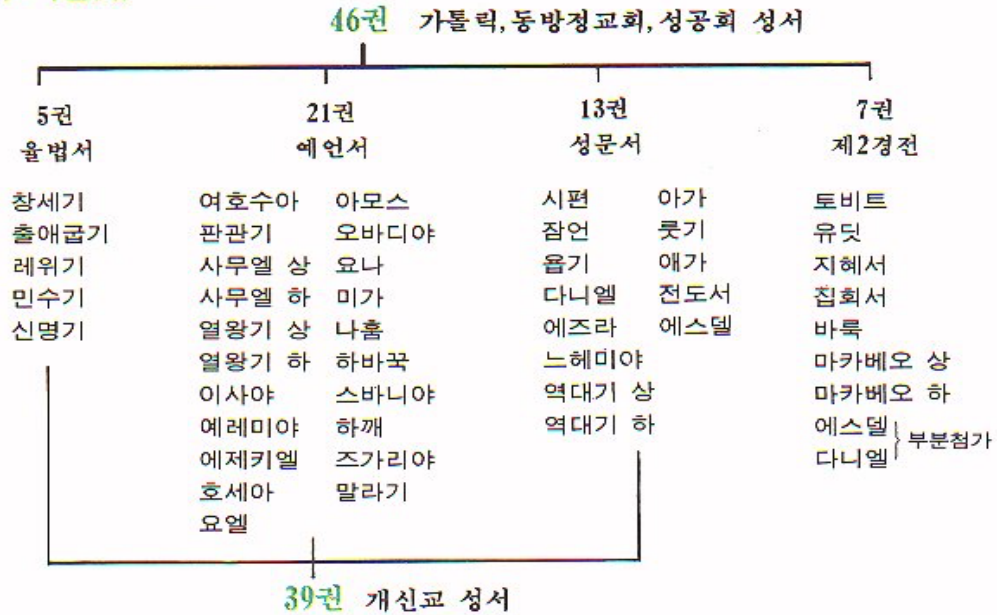 46권 가톨릭, 동방정교회, 성공회 성서
5권
율법서
창세기
출애굽기
레위기
민수기
신명기
21권
예언서
여호수아
판관기
사무엘 상
사무엘 하
열왕기 상
열왕기 하
이사야
예레미야
에제키엘
호세아
요엘
아모스
오바디야
요나
미가
나훔
하바꾹
스바니야
하깨
즈가리야
말라기
13권
성문서
시편
잠언
욥기
다니엘
에즈라
느헤미야
역대기 상
역대기 하
아가
룻기
애가
전도서
에스델
7권
제2경전
토비트
유딧
지혜서
집회서
바룩
마카베오 상
마카베오 하
에스델
다니엘
부분첨가
39권 개신교 성서